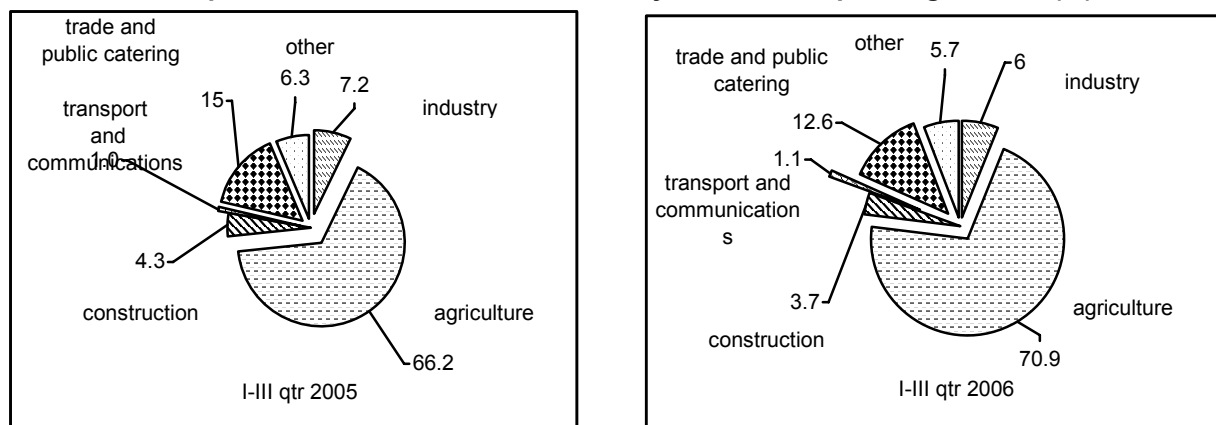 trade and
public catering
other
6.3
7.2
industry
15
transport
and
communications
1.0
4.3
construction
agriculture
66.2
I-III qtr 2005
other
5.7
6
trade and public
catering
industry
12.6
1.1
transport and
communication
s
3.7
construction
agriculture
70.9
I-III qtr 2006